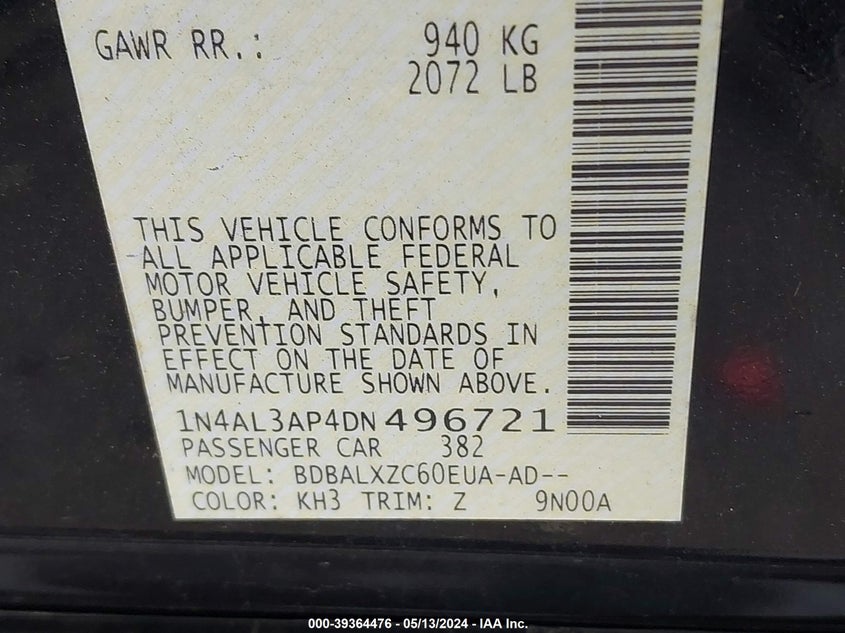 GAWR RR.: 940 KG
2072 LB
THIS VEHICLE CONFORMS TO
ALL APPLICABLE FEDERAL
MOTOR VEHICLE SAFETY,
BUMPER, AND THEFT
PREVENTION STANDARDS IN
EFFECT ON THE DATE OF
MANUFACTURE SHOWN ABOVE.
1N4AL3AP4DN496721
PASSENGER CAR 382
MODEL: BDBALXZC60EUA-AD--
COLOR: KH3 TRIM: Z 9N00A
000-39364476 - 05/13/2024 - IAA Inc.